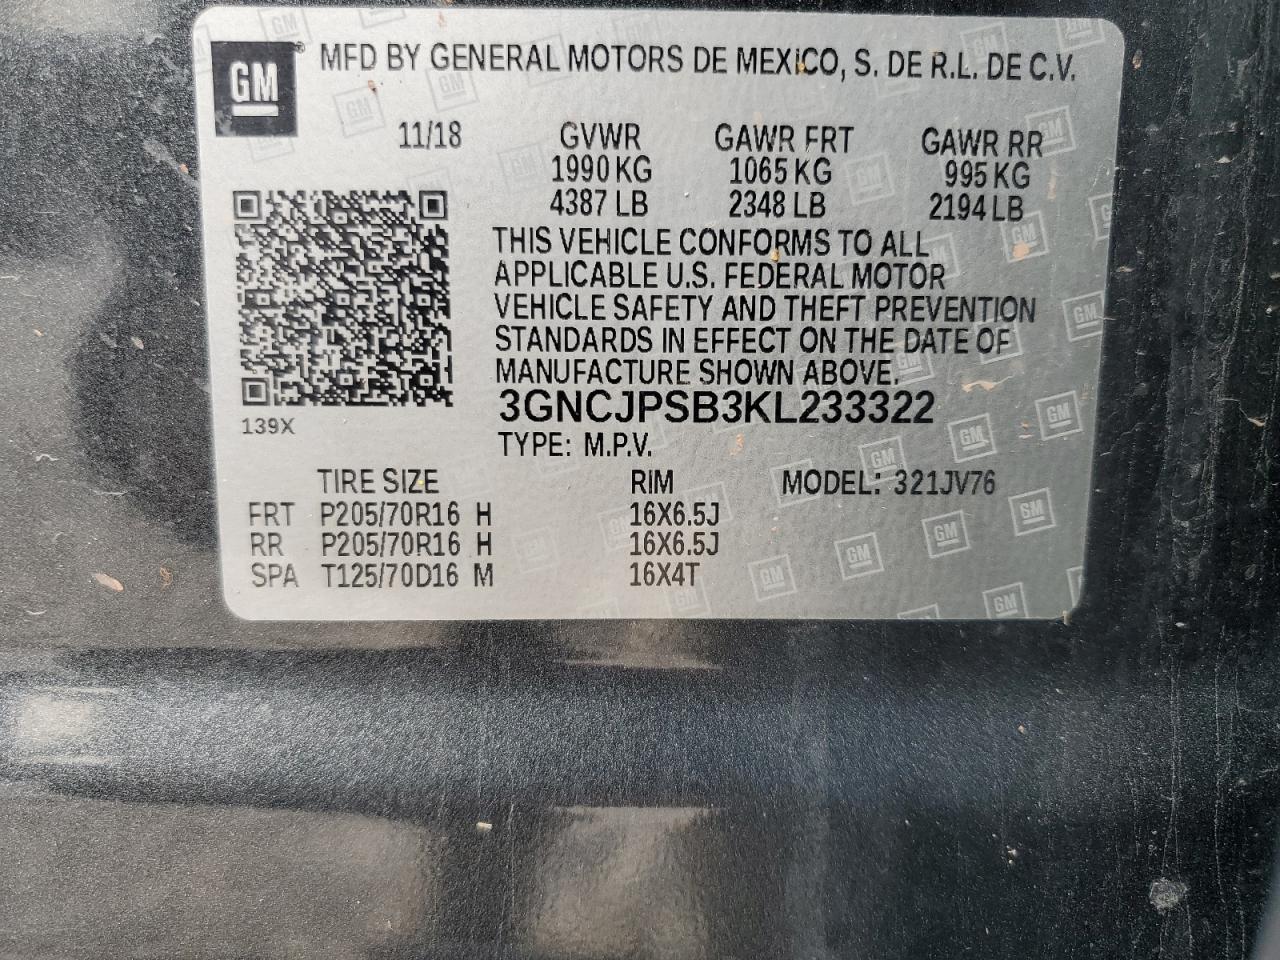 GM ® MFD BY GENERAL MOTORS DE MEXICO, S. DE R.L. DE C.V.
11/18 GVWR GAWR FRT GAWR RR
1990 KG 1065 KG 995 KG
4387 LB 2348 LB 2194 LB
THIS VEHICLE CONFORMS TO ALL
APPLICABLE U.S. FEDERAL MOTOR
VEHICLE SAFETY AND THEFT PREVENTION
STANDARDS IN EFFECT ON THE DATE OF
MANUFACTURE SHOWN ABOVE.
3GNCJPSB3KL233322
139X
TYPE: M.P.V.
TIRE SIZE RIM MODEL: 321JV76
FRT P205/70R16 H 16X6.5J
RR P205/70R16 H 16X6.5J
SPA T125/70D16 M 16X4T